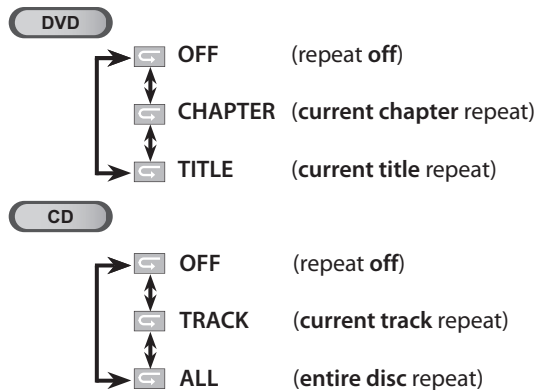 DVD
OFF (repeat off)
CHAPTER (current chapter repeat)
TITLE (current title repeat)
CD
OFF (repeat off)
TRACK (current track repeat)
ALL (entire disc repeat)